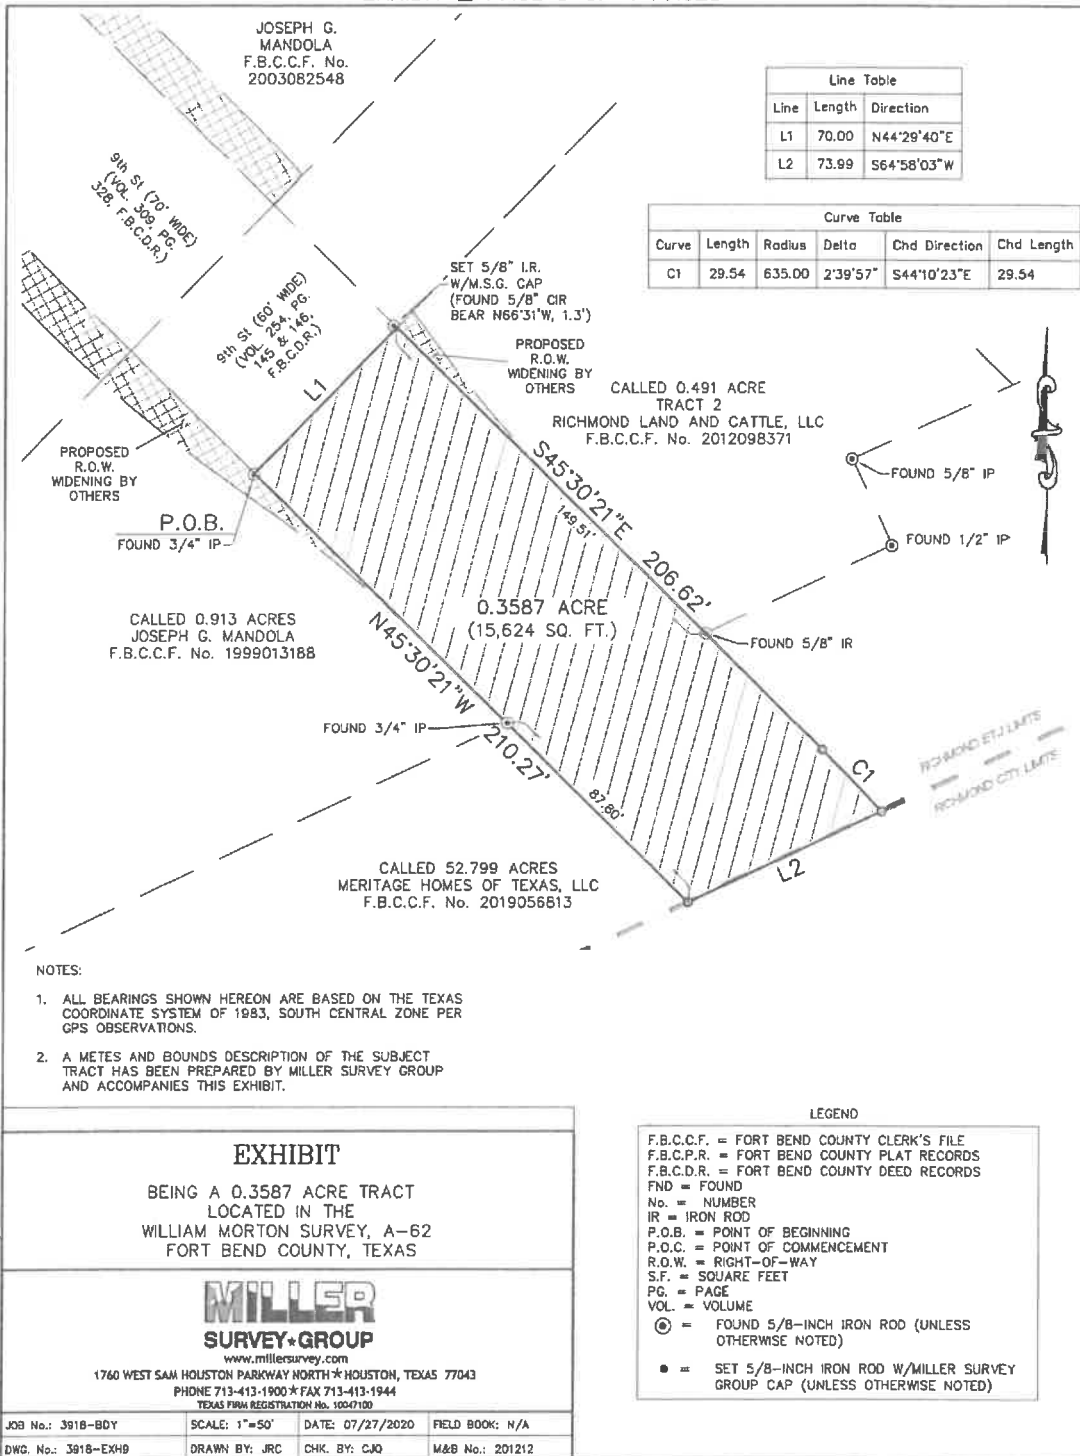 JOSEPH G.
MANDOLA
F.B.C.C.F. No.
2003082548
Line Table
Line Length Direction
L1 70.00 N44°29'40"E
L2 73.99 S64°58'03"W
Curve Table
Curve Length Radius Delta Chd Direction Chd Length
C1 29.54 635.00 2°39'57" S44°10'23"E 29.54
9th St (70' WIDE)
(VOL. 309, PG.
328, F.B.C.D.R.)
9th St (60' WIDE)
(VOL. 254, PG.
145 & 146,
F.B.C.D.R.)
SET 5/8" I.R.
W/M.S.G. CAP
(FOUND 5/8" CIR
BEAR N66°31'W, 1.3')
PROPOSED
R.O.W.
WIDENING BY
OTHERS
CALLED 0.491 ACRE
TRACT 2
RICHMOND LAND AND CATTLE, LLC
F.B.C.C.F. No. 2012098371
L1
FOUND 5/8" IP
FOUND 1/2" IP
PROPOSED
R.O.W.
WIDENING BY
OTHERS
P.O.B.
FOUND 3/4" IP
S45°30'21"E 206.62'
149.51'
0.3587 ACRE
(15,624 SQ. FT.)
FOUND 5/8" IR
CALLED 0.913 ACRES
JOSEPH G. MANDOLA
F.B.C.C.F. No. 1999013188
N45°30'21"W 210.27'
FOUND 3/4" IP
87.80'
C1
RICHMOND ETJ LIMITS
RICHMOND CITY LIMITS
L2
CALLED 52.799 ACRES
MERITAGE HOMES OF TEXAS, LLC
F.B.C.C.F. No. 2019056813
NOTES:
1. ALL BEARINGS SHOWN HEREON ARE BASED ON THE TEXAS
COORDINATE SYSTEM OF 1983, SOUTH CENTRAL ZONE PER
GPS OBSERVATIONS.
2. A METES AND BOUNDS DESCRIPTION OF THE SUBJECT
TRACT HAS BEEN PREPARED BY MILLER SURVEY GROUP
AND ACCOMPANIES THIS EXHIBIT.
EXHIBIT
BEING A 0.3587 ACRE TRACT
LOCATED IN THE
WILLIAM MORTON SURVEY, A-62
FORT BEND COUNTY, TEXAS
MILLER
SURVEY★GROUP
www.millersurvey.com
1760 WEST SAM HOUSTON PARKWAY NORTH ★ HOUSTON, TEXAS 77043
PHONE 713-413-1900 ★ FAX 713-413-1944
TEXAS FIRM REGISTRATION No. 10047100
JOB No.: 3918-BDY SCALE: 1"=50' DATE: 07/27/2020 FIELD BOOK: N/A
DWG. No.: 3918-EXH9 DRAWN BY: JRC CHK. BY: CJQ M&B No.: 201212
LEGEND
F.B.C.C.F. = FORT BEND COUNTY CLERK'S FILE
F.B.C.P.R. = FORT BEND COUNTY PLAT RECORDS
F.B.C.D.R. = FORT BEND COUNTY DEED RECORDS
FND = FOUND
No. = NUMBER
IR = IRON ROD
P.O.B. = POINT OF BEGINNING
P.O.C. = POINT OF COMMENCEMENT
R.O.W. = RIGHT-OF-WAY
S.F. = SQUARE FEET
PG. = PAGE
VOL. = VOLUME
= FOUND 5/8-INCH IRON ROD (UNLESS
OTHERWISE NOTED)
= SET 5/8-INCH IRON ROD W/MILLER SURVEY
GROUP CAP (UNLESS OTHERWISE NOTED)